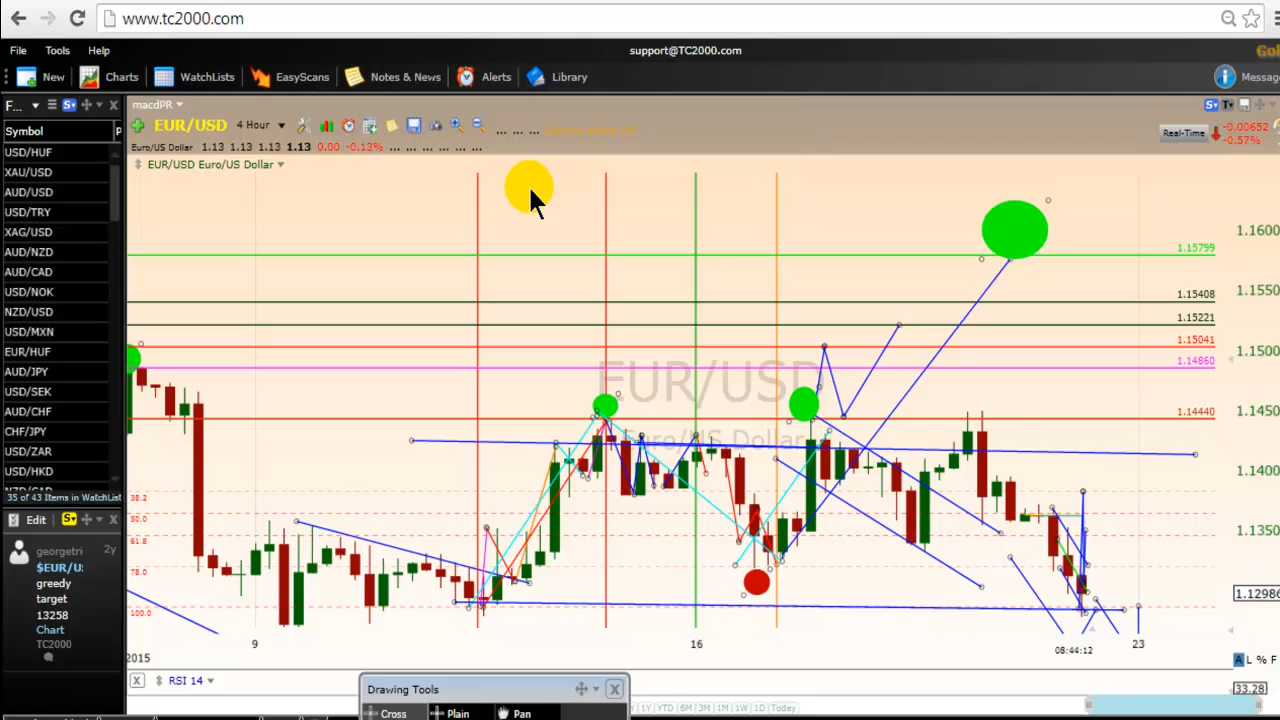 www.tc2000.com
File Tools Help support@TC2000.com Gol
New Charts WatchLists EasyScans Notes & News Alerts Library Messag
F... S macdPR S T
Symbol P EUR/USD 4 Hour ... ... ... Real-Time -0.00652
-0.57%
Euro/US Dollar 1.13 1.13 1.13 1.13 0.00 -0.13% ... ... ... ... ... ...
EUR/USD Euro/US Dollar
USD/HUF
XAU/USD
AUD/USD
USD/TRY
XAG/USD
AUD/NZD
AUD/CAD
USD/NOK
NZD/USD
USD/MXN
EUR/HUF
AUD/JPY
USD/SEK
AUD/CHF
CHF/JPY
USD/ZAR
USD/HKD
35 of 43 Items in WatchList
Edit S
georgetri 2y
$EUR/U:
greedy
target
13258
Chart
TC2000
EUR/USD
Euro/US Dollar
1.15799
1.15408
1.15221
1.15041
1.14860
1.14440
1.1600
1.1550
1.1500
1.1450
1.1400
1.1350
1.12986
38.2
50.0
61.8
78.0
100.0
2015 9 16 08:44:12 23
A L % F
RSI 14 33.28
Drawing Tools
Cross Plain Pan
1Y YTD 6M 3M 1M 1W 1D Today